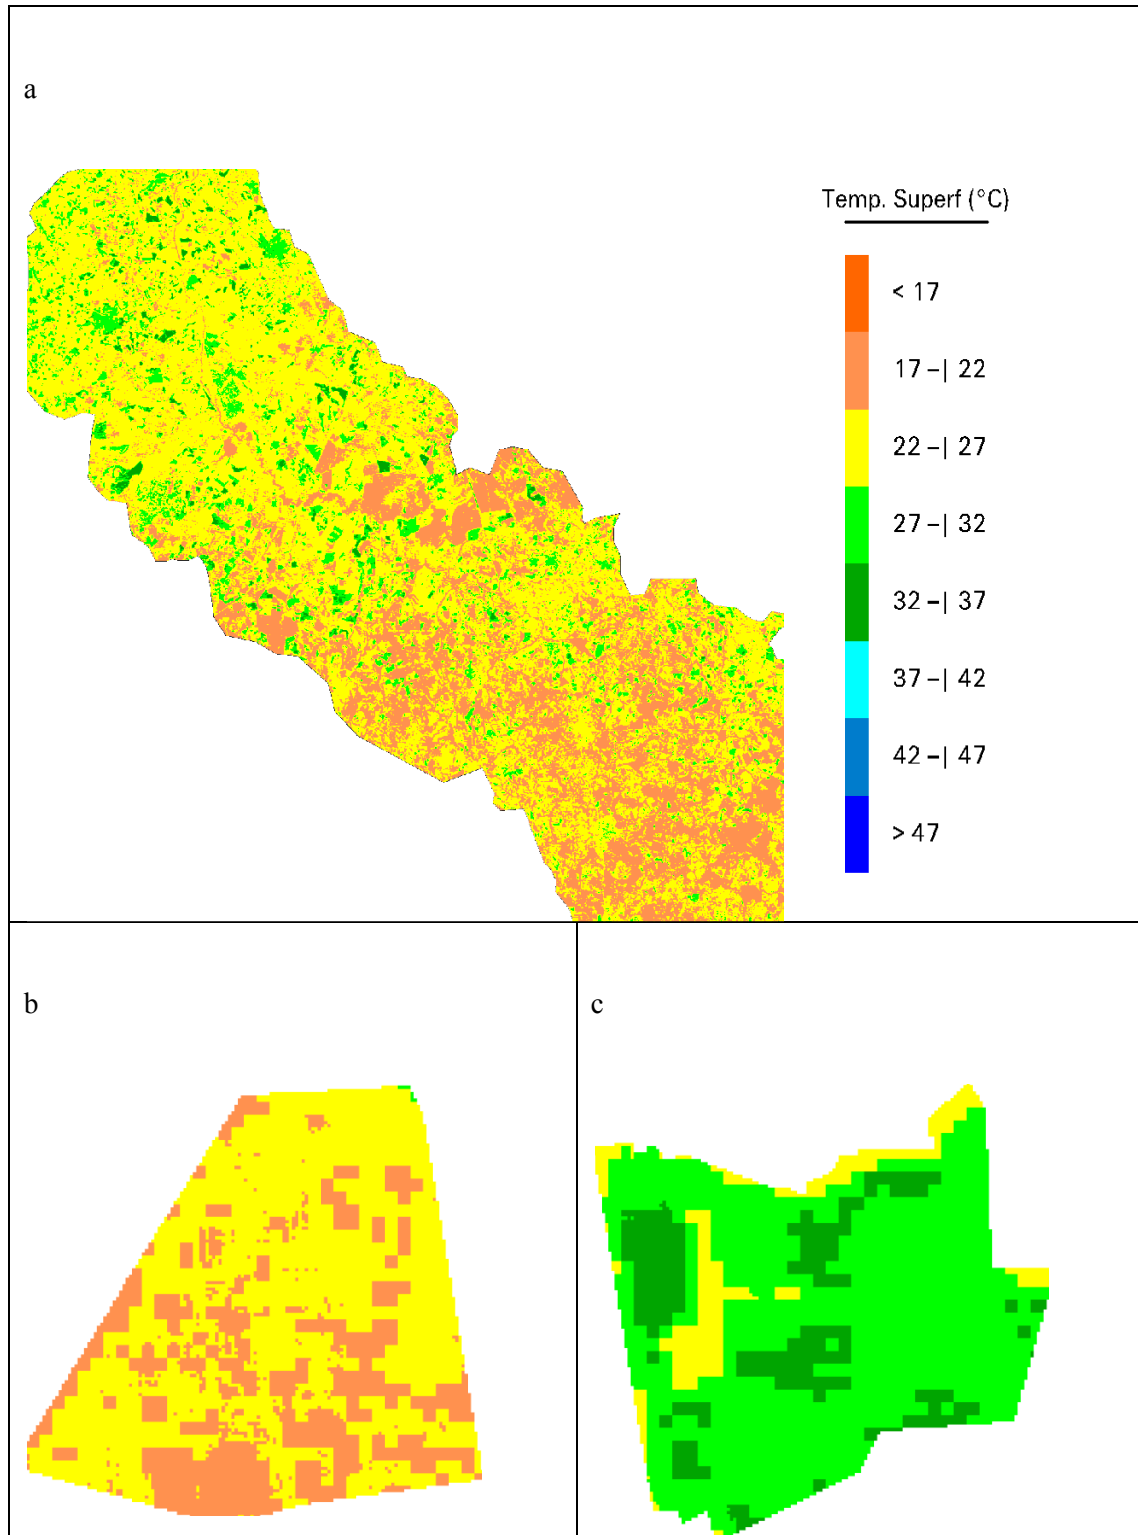 a
Temp. Superf (°C)
< 17
17 –| 22
22 –| 27
27 –| 32
32 –| 37
37 –| 42
42 –| 47
> 47
b
c